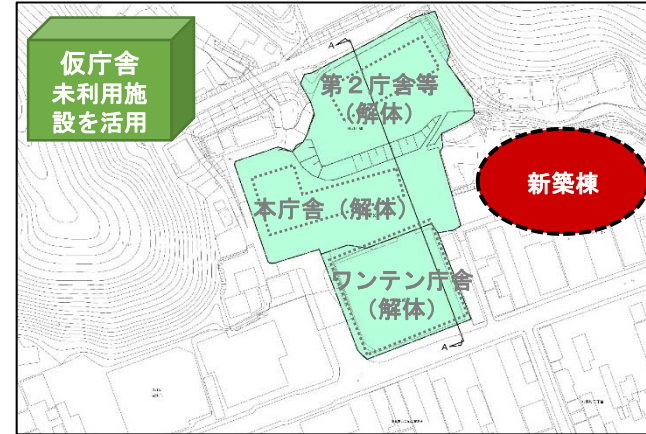 仮庁舎
未利用施
設を活用
A
第２庁舎等
（解体）
新築棟
本庁舎（解体）
ワンテン庁舎
（解体）
A